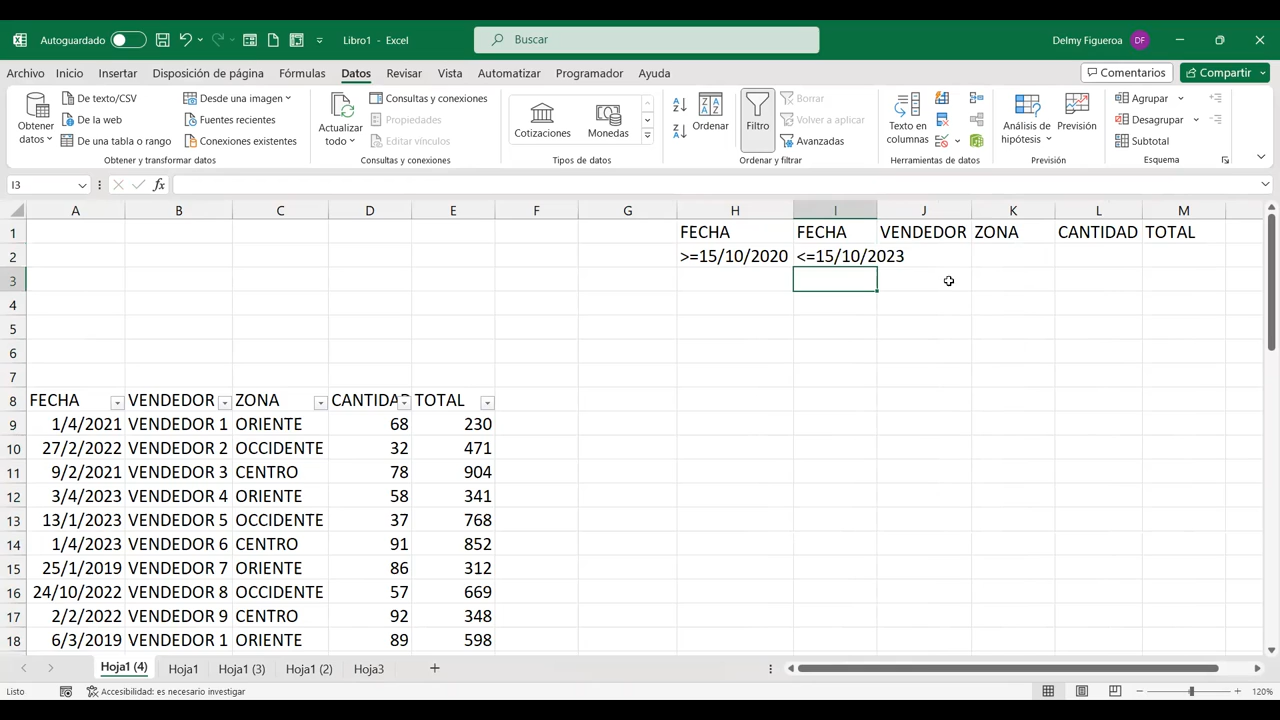 Autoguardado
Libro1 - Excel
Buscar
Delmy Figueroa DF
Archivo Inicio Insertar Disposición de página Fórmulas Datos Revisar Vista Automatizar Programador Ayuda
Comentarios Compartir
Obtener datos
De texto/CSV
De la web
De una tabla o rango
Desde una imagen
Fuentes recientes
Conexiones existentes
Obtener y transformar datos
Actualizar todo
Consultas y conexiones
Propiedades
Editar vínculos
Consultas y conexiones
Cotizaciones Monedas
Tipos de datos
Ordenar
Filtro
Borrar
Volver a aplicar
Avanzadas
Ordenar y filtrar
Texto en columnas
Herramientas de datos
Análisis de hipótesis
Previsión
Previsión
Agrupar
Desagrupar
Subtotal
Esquema
I3 fx
A B C D E F G H I J K L M
1 FECHA FECHA VENDEDOR ZONA CANTIDAD TOTAL
2 >=15/10/2020 <=15/10/2023
3
4
5
6
7
8 FECHA VENDEDOR ZONA CANTIDAD TOTAL
9 1/4/2021 VENDEDOR 1 ORIENTE 68 230
10 27/2/2022 VENDEDOR 2 OCCIDENTE 32 471
11 9/2/2021 VENDEDOR 3 CENTRO 78 904
12 3/4/2023 VENDEDOR 4 ORIENTE 58 341
13 13/1/2023 VENDEDOR 5 OCCIDENTE 37 768
14 1/4/2023 VENDEDOR 6 CENTRO 91 852
15 25/1/2019 VENDEDOR 7 ORIENTE 86 312
16 24/10/2022 VENDEDOR 8 OCCIDENTE 57 669
17 2/2/2022 VENDEDOR 9 CENTRO 92 348
18 6/3/2019 VENDEDOR 1 ORIENTE 89 598
Hoja1 (4) Hoja1 Hoja1 (3) Hoja1 (2) Hoja3
Listo
Accesibilidad: es necesario investigar
120%